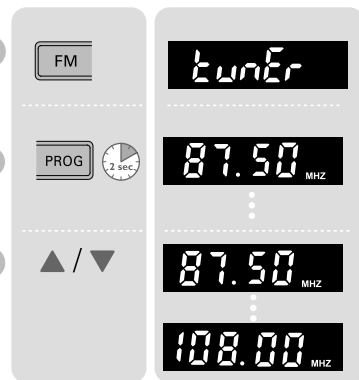 FM
tunEr
PROG
2 sec.
87.50 MHZ
▲ / ▼
87.50 MHZ
108.00 MHZ